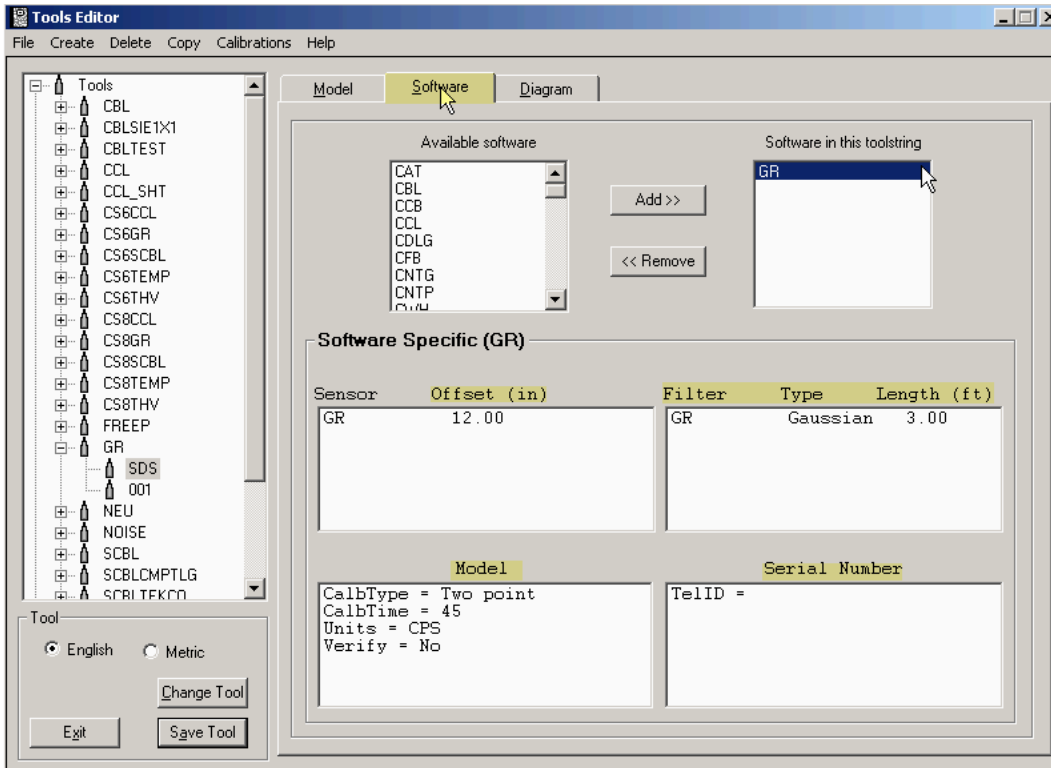 Tools Editor
File Create Delete Copy Calibrations Help
Tools
CBL
CBLSIE1X1
CBLTEST
CCL
CCL_SHT
CS6CCL
CS6GR
CS6SCBL
CS6TEMP
CS6THV
CS8CCL
CS8GR
CS8SCBL
CS8TEMP
CS8THV
FREEP
GR
SDS
001
NEU
NOISE
SCBL
SCBLCMPTLG
SCBLTEKCO
Tool
English Metric
Change Tool
Exit Save Tool
Model Software Diagram
Available software
CAT
CBL
CCB
CCL
CDLG
CFB
CNTG
CNTP
CWH
Add >>
<< Remove
Software in this toolstring
GR
Software Specific (GR)
Sensor Offset (in)
GR 12.00
Filter Type Length (ft)
GR Gaussian 3.00
Model
CalbType = Two point
CalbTime = 45
Units = CPS
Verify = No
Serial Number
TelID =